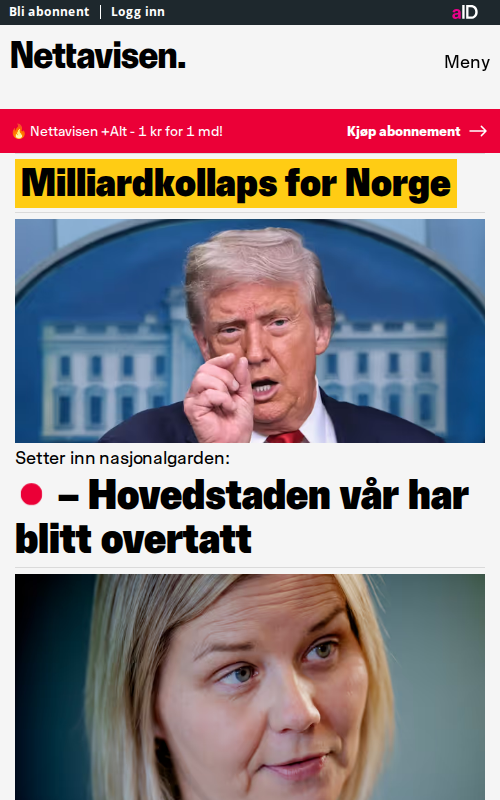 Bli abonnent | Logg inn
aID
Nettavisen.
Meny
🔥 Nettavisen +Alt - 1 kr for 1 md!
Kjøp abonnement →
Milliardkollaps for Norge
Setter inn nasjonalgarden:
– Hovedstaden vår har
blitt overtatt